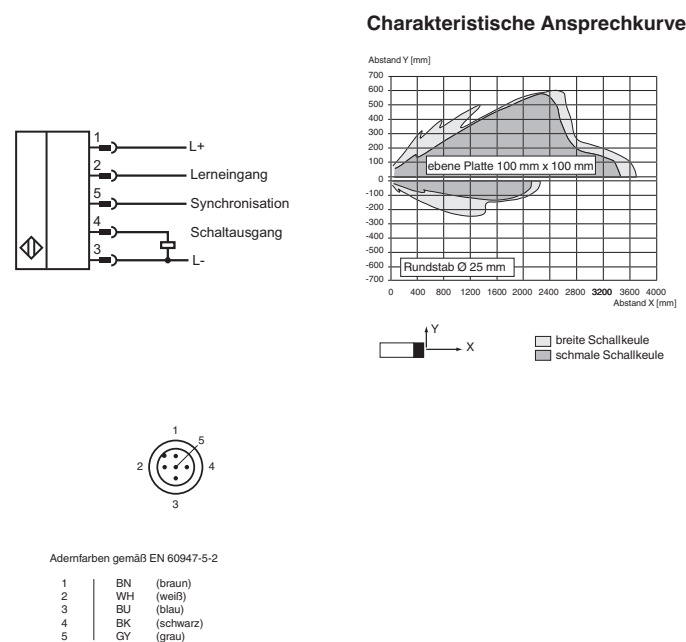 Charakteristische Ansprechkurve
Abstand Y [mm]
700
600
500
400
300
200
100
0
-100
-200
-300
-400
-500
-600
-700
ebene Platte 100 mm x 100 mm
Rundstab Ø 25 mm
0 400 800 1200 1600 2000 2400 2800 3200 3600 4000
Abstand X [mm]
Y
X
breite Schallkeule
schmale Schallkeule
1
L+
2
Lerneingang
5
Synchronisation
4
Schaltausgang
3
L-
1
5
2
4
3
Adernfarben gemäß EN 60947-5-2
1 BN (braun)
2 WH (weiß)
3 BU (blau)
4 BK (schwarz)
5 GY (grau)